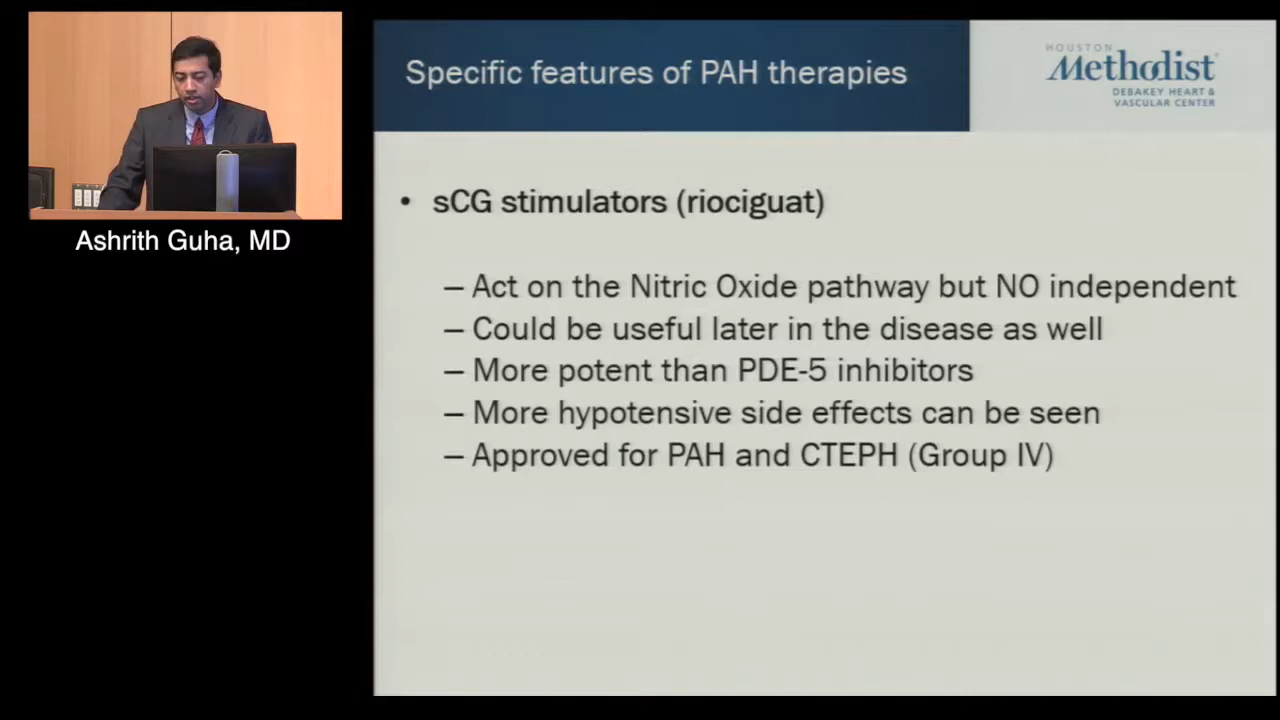 Specific features of PAH therapies
HOUSTON
Methodist
DEBAKEY HEART &
VASCULAR CENTER
Ashrith Guha, MD
• sCG stimulators (riociguat)
– Act on the Nitric Oxide pathway but NO independent
– Could be useful later in the disease as well
– More potent than PDE-5 inhibitors
– More hypotensive side effects can be seen
– Approved for PAH and CTEPH (Group IV)